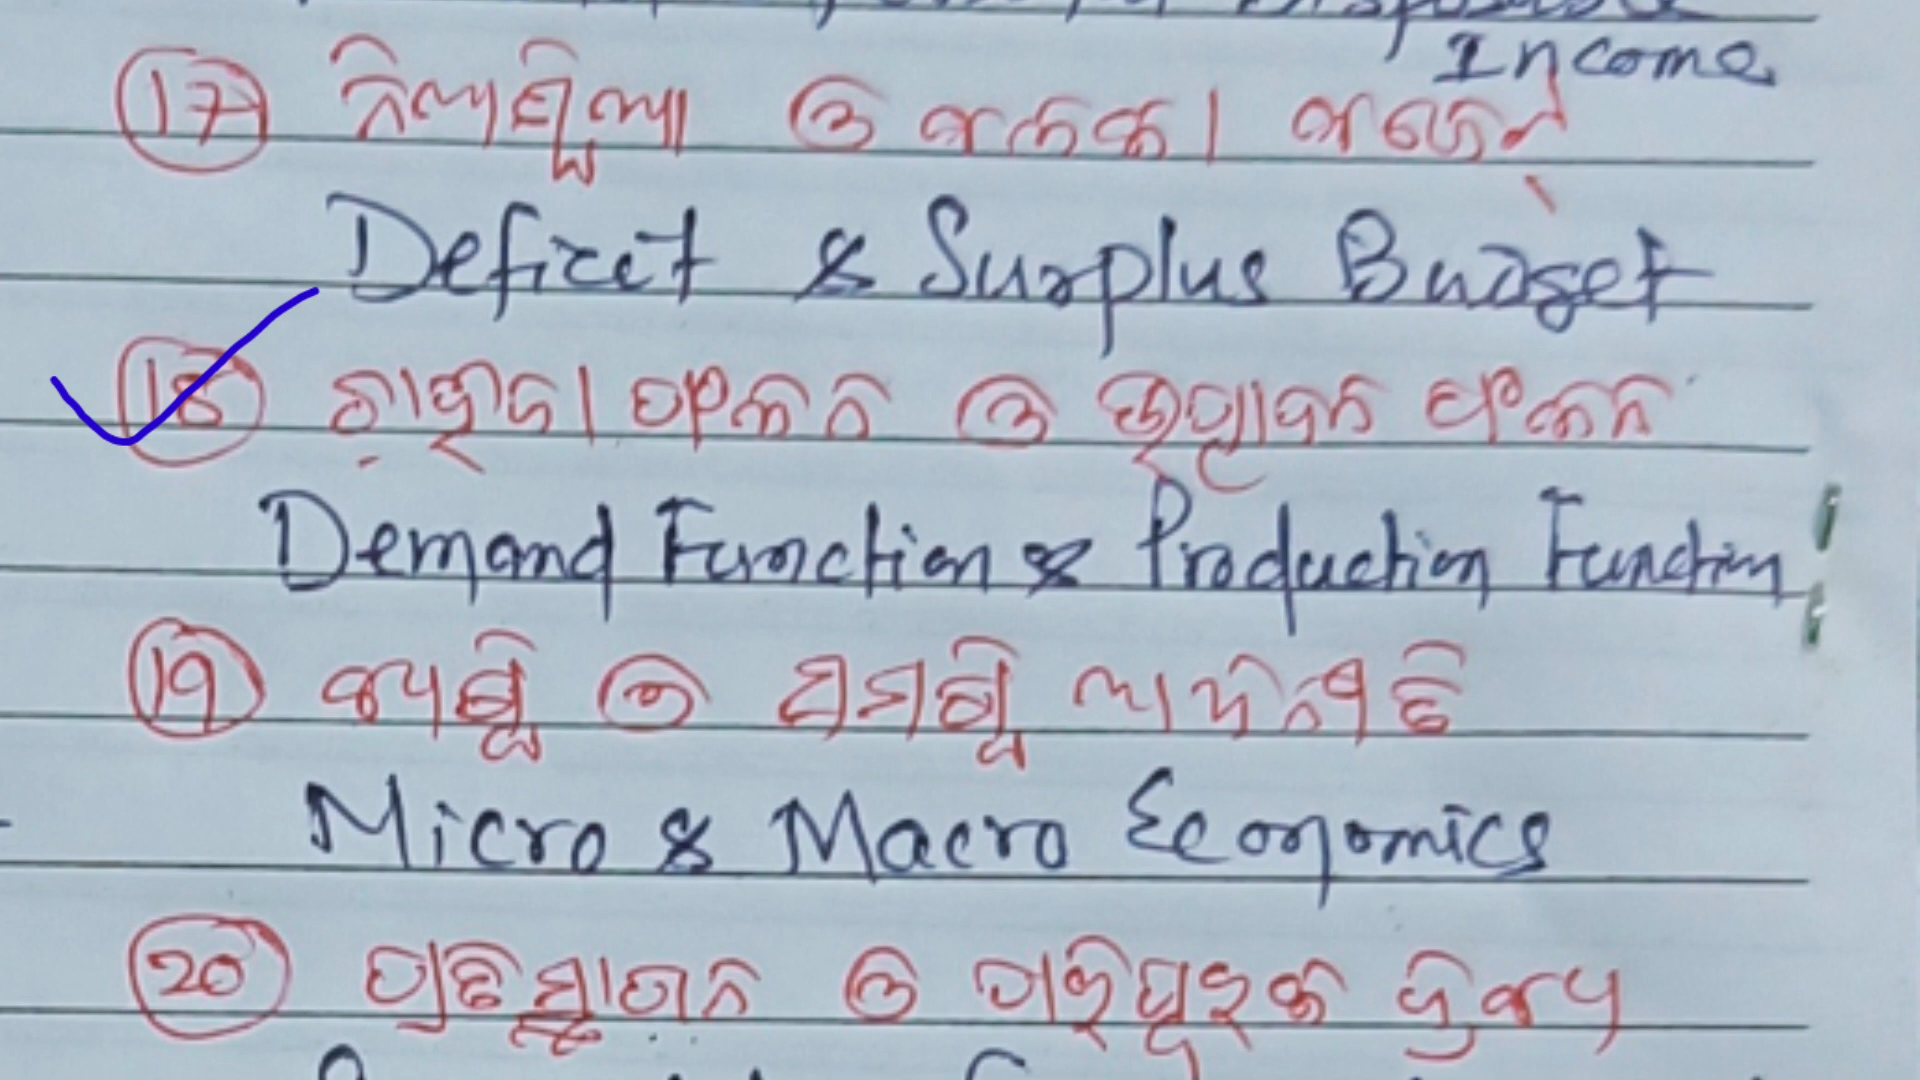 Income
17 ନିଅଣ୍ଟିଆ ଓ ବଳକା ବଜେଟ୍
Deficit & Surplus Budget
18 ଚାହିଦା ଫଳନ ଓ ଉତ୍ପାଦନ ଫଳନ
Demand Function & Production Function
19 ବ୍ୟଷ୍ଟି ଓ ସମଷ୍ଟି ଅର୍ଥନୀତି
Micro & Macro Economics
20 ପ୍ରତିସ୍ଥାପନ ଓ ପରିପୂରକ ଦ୍ରବ୍ୟ